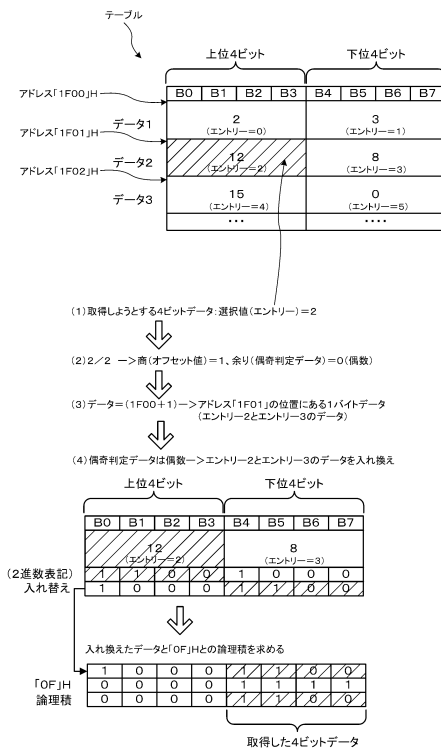 テーブル
上位4ビット 下位4ビット
B0 B1 B2 B3 B4 B5 B6 B7
アドレス「1F00」H
データ1
2 3
(エントリー=0) (エントリー=1)
アドレス「1F01」H
データ2
12 8
(エントリー=2) (エントリー=3)
アドレス「1F02」H
データ3
15 0
(エントリー=4) (エントリー=5)
・・・ ・・・・
(1)取得しようとする4ビットデータ:選択値(エントリー)=2
(2)2/2 ー>商(オフセット値)=1、余り(偶奇判定データ)=0(偶数)
(3)データ=(1F00+1)ー>アドレス「1F01」の位置にある1バイトデータ
(エントリー2とエントリー3のデータ)
(4)偶奇判定データは偶数ー>エントリー2とエントリー3のデータを入れ換え
上位4ビット 下位4ビット
B0 B1 B2 B3 B4 B5 B6 B7
12 8
(エントリー=2) (エントリー=3)
(2進数表記) 1 1 0 0 1 0 0 0
入れ替え 1 0 0 0 1 1 0 0
入れ換えたデータと「0F」Hとの論理積を求める
1 0 0 0 1 1 0 0
「0F」H 0 0 0 0 1 1 1 1
論理積 0 0 0 0 1 1 0 0
取得した4ビットデータ